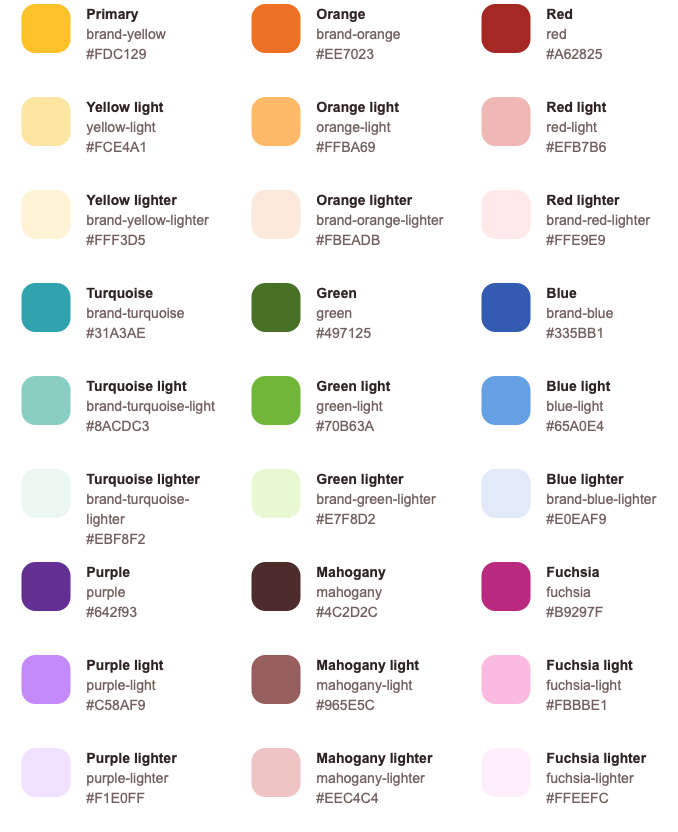 Primary
brand-yellow
#FDC129
Orange
brand-orange
#EE7023
Red
red
#A62825
Yellow light
yellow-light
#FCE4A1
Orange light
orange-light
#FFBA69
Red light
red-light
#EFB7B6
Yellow lighter
brand-yellow-lighter
#FFF3D5
Orange lighter
brand-orange-lighter
#FBEADB
Red lighter
brand-red-lighter
#FFE9E9
Turquoise
brand-turquoise
#31A3AE
Green
green
#497125
Blue
brand-blue
#335BB1
Turquoise light
brand-turquoise-light
#8ACDC3
Green light
green-light
#70B63A
Blue light
blue-light
#65A0E4
Turquoise lighter
brand-turquoise-
lighter
#EBF8F2
Green lighter
brand-green-lighter
#E7F8D2
Blue lighter
brand-blue-lighter
#E0EAF9
Purple
purple
#642f93
Mahogany
mahogany
#4C2D2C
Fuchsia
fuchsia
#B9297F
Purple light
purple-light
#C58AF9
Mahogany light
mahogany-light
#965E5C
Fuchsia light
fuchsia-light
#FBBBE1
Purple lighter
purple-lighter
#F1E0FF
Mahogany lighter
mahogany-lighter
#EEC4C4
Fuchsia lighter
fuchsia-lighter
#FFEEFC